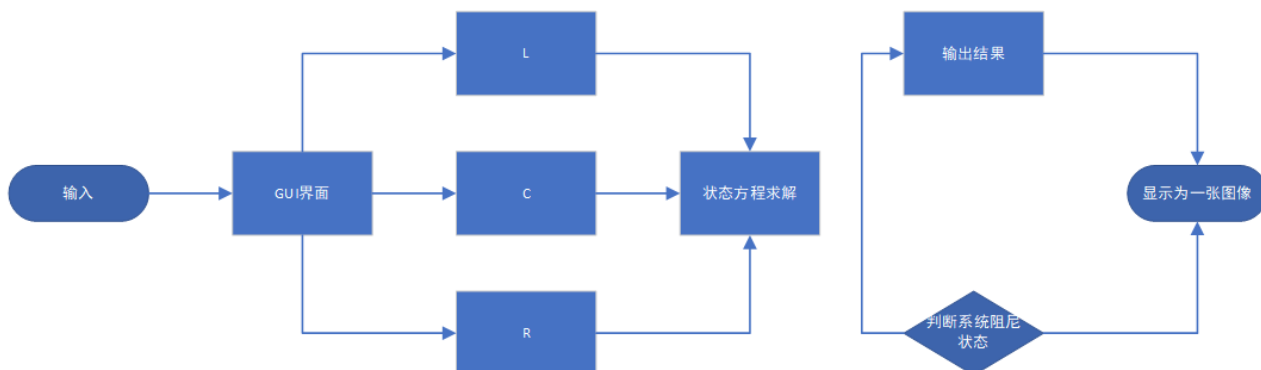 L
输出结果
输入
GUI界面
C
状态方程求解
显示为一张图像
R
判断系统阻尼
状态